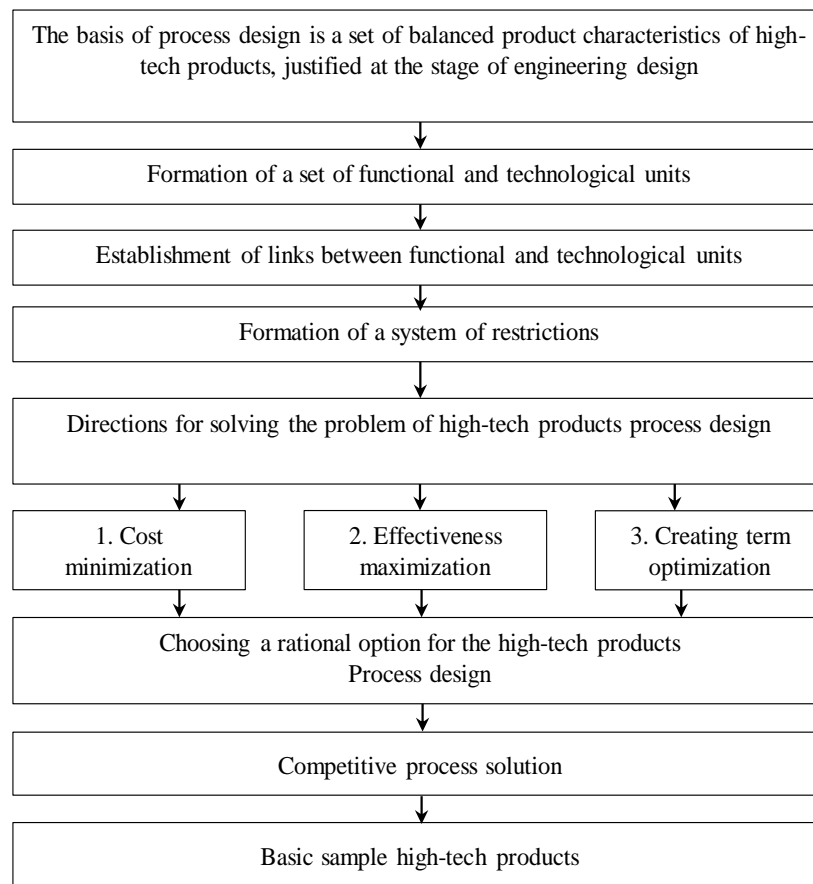 The basis of process design is a set of balanced product characteristics of high-
tech products, justified at the stage of engineering design
Formation of a set of functional and technological units
Establishment of links between functional and technological units
Formation of a system of restrictions
Directions for solving the problem of high-tech products process design
1. Cost
minimization
2. Effectiveness
maximization
3. Creating term
optimization
Choosing a rational option for the high-tech products
Process design
Competitive process solution
Basic sample high-tech products